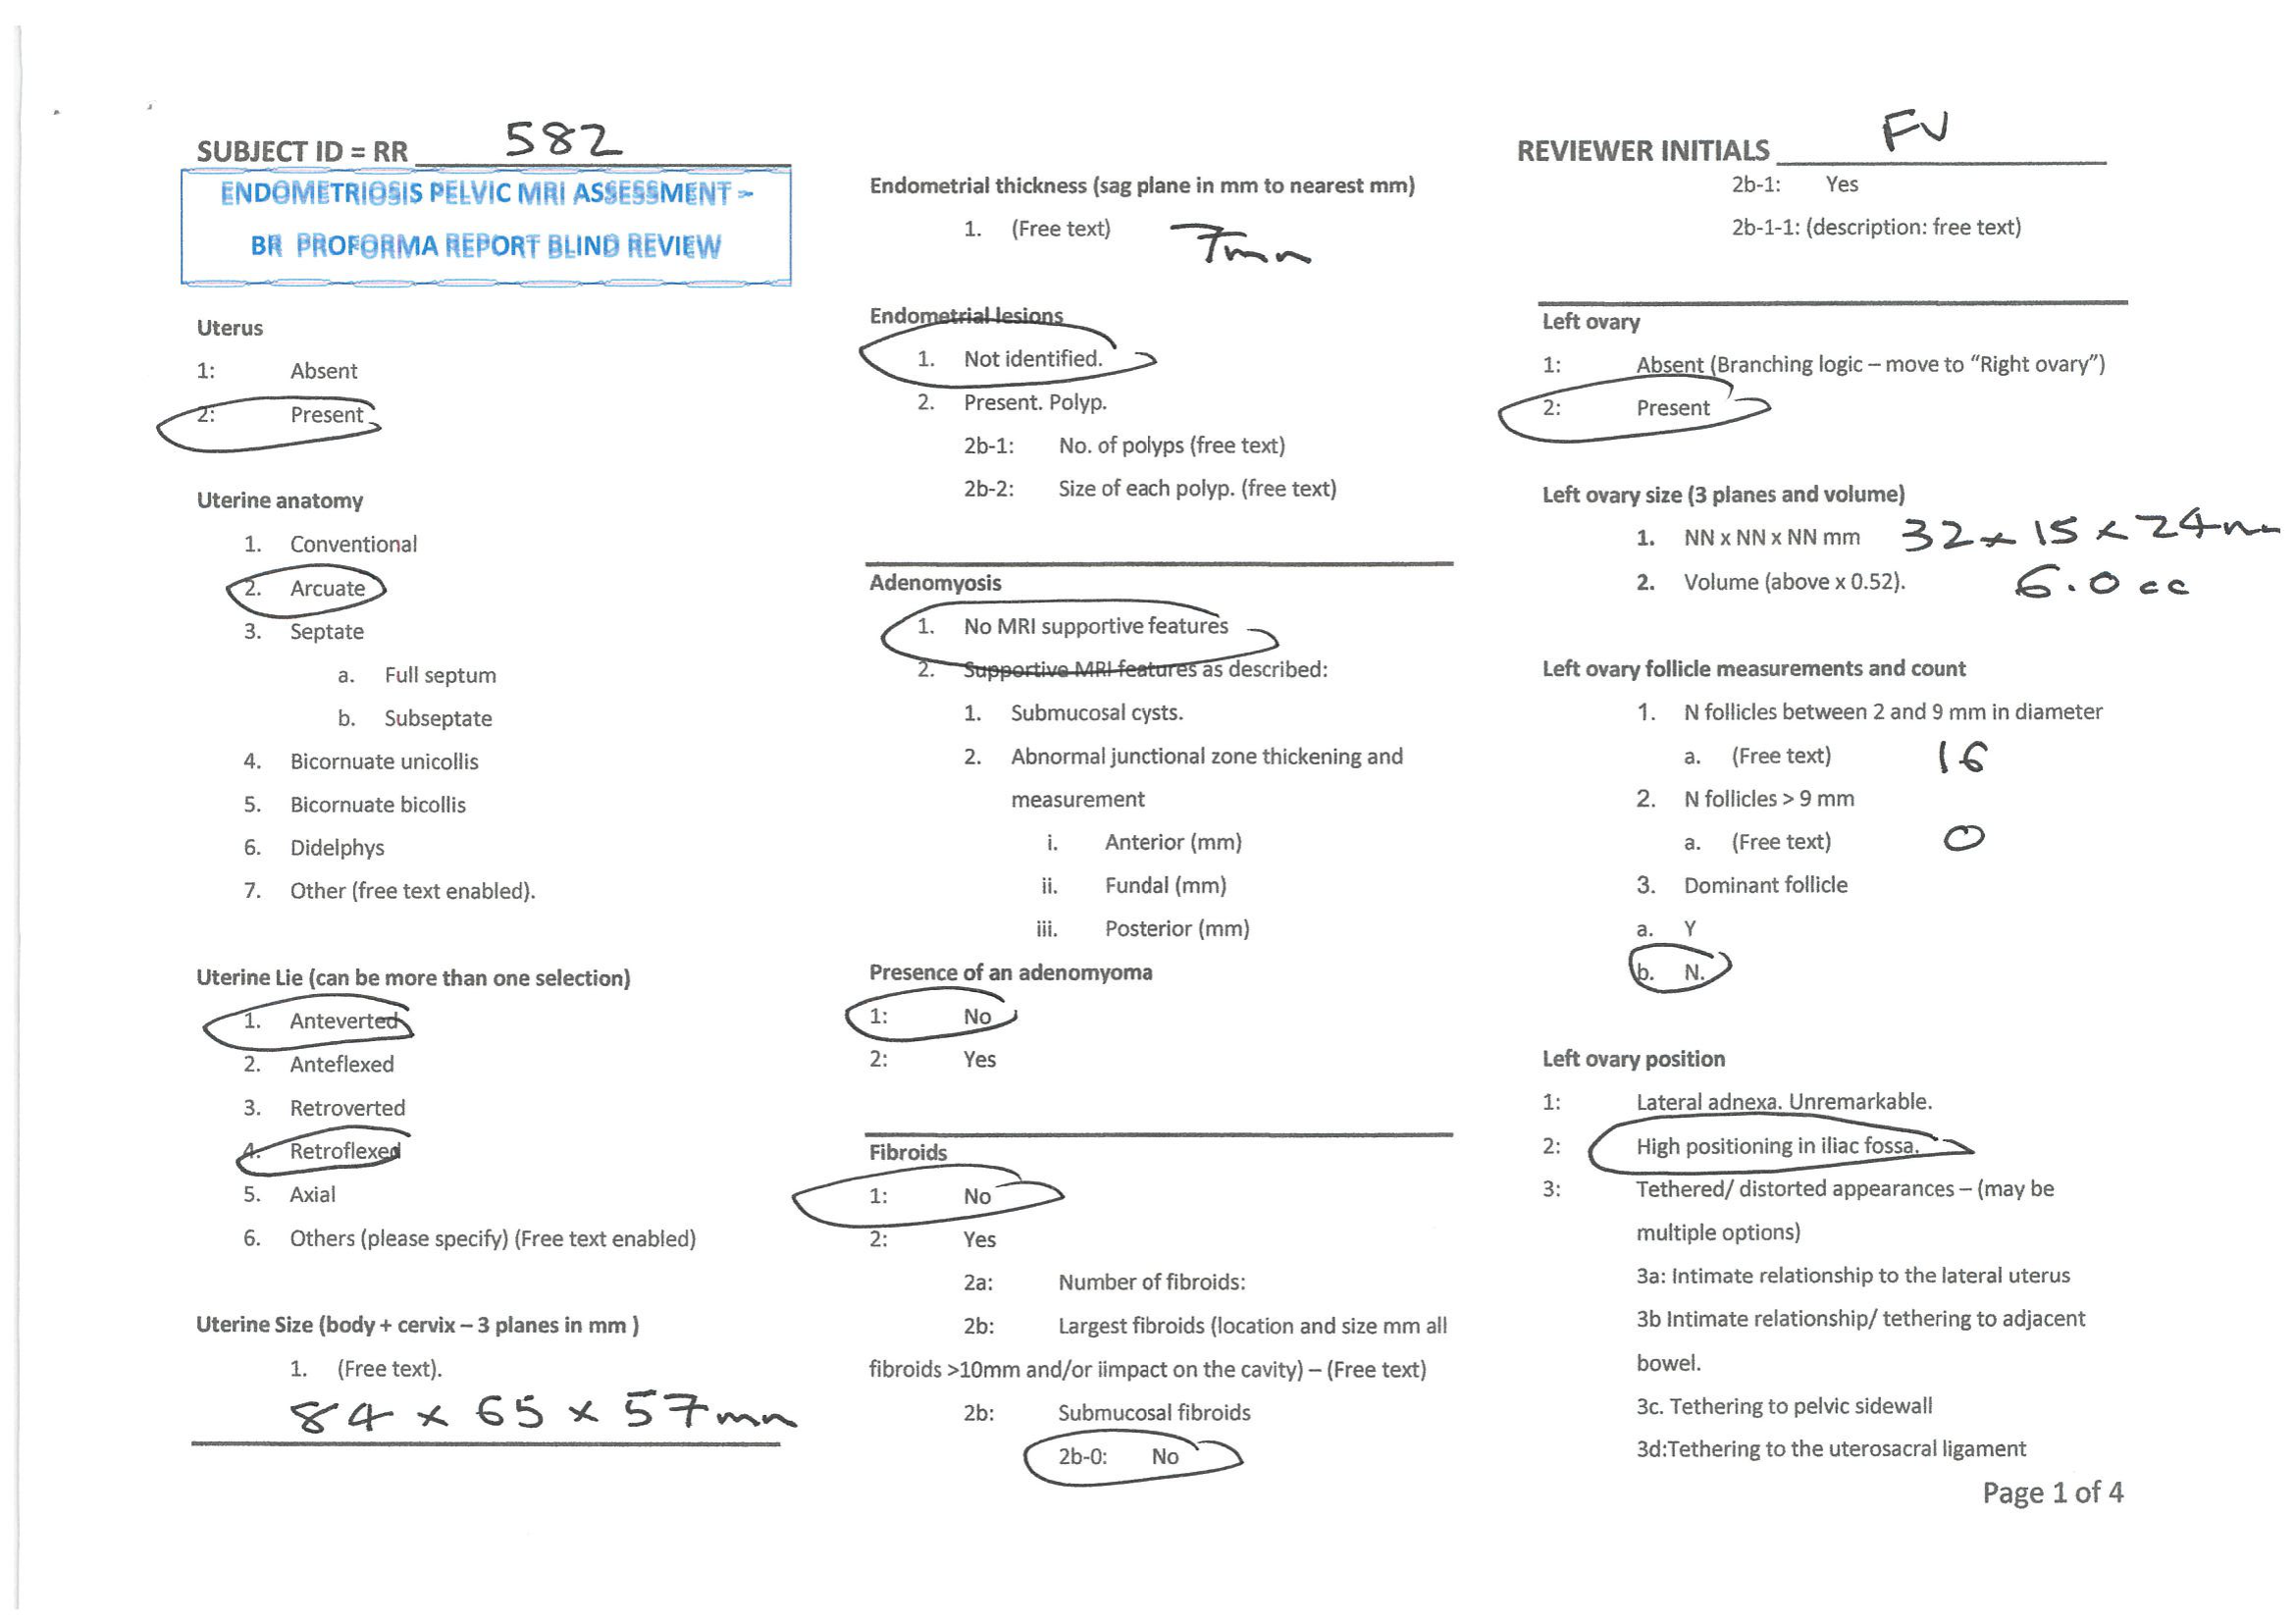 SUBJECT ID = RR 582
ENDOMETRIOSIS PELVIC MRI ASSESSMENT –
BR PROFORMA REPORT BLIND REVIEW
Uterus
1: Absent
2: Present
Uterine anatomy
1. Conventional
2. Arcuate
3. Septate
a. Full septum
b. Subseptate
4. Bicornuate unicollis
5. Bicornuate bicollis
6. Didelphys
7. Other (free text enabled).
Uterine Lie (can be more than one selection)
1. Anteverted
2. Anteflexed
3. Retroverted
4. Retroflexed
5. Axial
6. Others (please specify) (Free text enabled)
Uterine Size (body + cervix – 3 planes in mm )
1. (Free text).
84 x 65 x 57mm
Endometrial thickness (sag plane in mm to nearest mm)
1. (Free text) 7mm
Endometrial lesions
1. Not identified.
2. Present. Polyp.
2b-1: No. of polyps (free text)
2b-2: Size of each polyp. (free text)
Adenomyosis
1. No MRI supportive features
2. Supportive MRI features as described:
1. Submucosal cysts.
2. Abnormal junctional zone thickening and
measurement
i. Anterior (mm)
ii. Fundal (mm)
iii. Posterior (mm)
Presence of an adenomyoma
1: No
2: Yes
Fibroids
1: No
2: Yes
2a: Number of fibroids:
2b: Largest fibroids (location and size mm all
fibroids >10mm and/or iimpact on the cavity) – (Free text)
2b: Submucosal fibroids
2b-0: No
REVIEWER INITIALS FV
2b-1: Yes
2b-1-1: (description: free text)
Left ovary
1: Absent (Branching logic – move to “Right ovary”)
2: Present
Left ovary size (3 planes and volume)
1. NN x NN x NN mm 32 x 15 x 24mm
2. Volume (above x 0.52). 6.0 cc
Left ovary follicle measurements and count
1. N follicles between 2 and 9 mm in diameter
a. (Free text) 16
2. N follicles > 9 mm
a. (Free text) 0
3. Dominant follicle
a. Y
b. N.
Left ovary position
1: Lateral adnexa. Unremarkable.
2: High positioning in iliac fossa.
3: Tethered/ distorted appearances – (may be
multiple options)
3a: Intimate relationship to the lateral uterus
3b Intimate relationship/ tethering to adjacent
bowel.
3c. Tethering to pelvic sidewall
3d:Tethering to the uterosacral ligament
Page 1 of 4